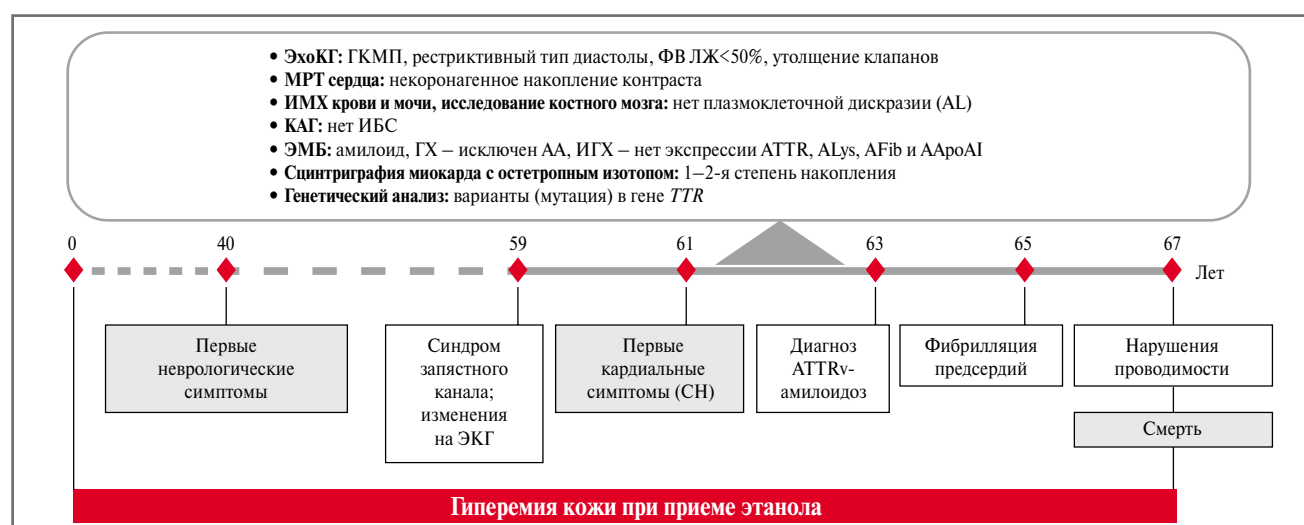 • ЭхоКГ: ГКМП, рестриктивный тип диастолы, ФВ ЛЖ<50%, утолщение клапанов
• МРТ сердца: некоронагенное накопление контраста
• ИМХ крови и мочи, исследование костного мозга: нет плазмоклеточной дискразии (AL)
• КАГ: нет ИБС
• ЭМБ: амилоид, ГХ – исключен АА, ИГХ – нет экспрессии ATTR, ALys, AFib и AApoAI
• Сцинтриграфия миокарда с остетропным изотопом: 1–2-я степень накопления
• Генетический анализ: варианты (мутация) в гене TTR
0 40 59 61 63 65 67
Лет
Первые
неврологические
симптомы
Синдром
запястного
канала;
изменения
на ЭКГ
Первые
кардиальные
симптомы (СН)
Диагноз
ATTRv-
амилоидоз
Фибрилляция
предсердий
Нарушения
проводимости
Смерть
Гиперемия кожи при приеме этанола